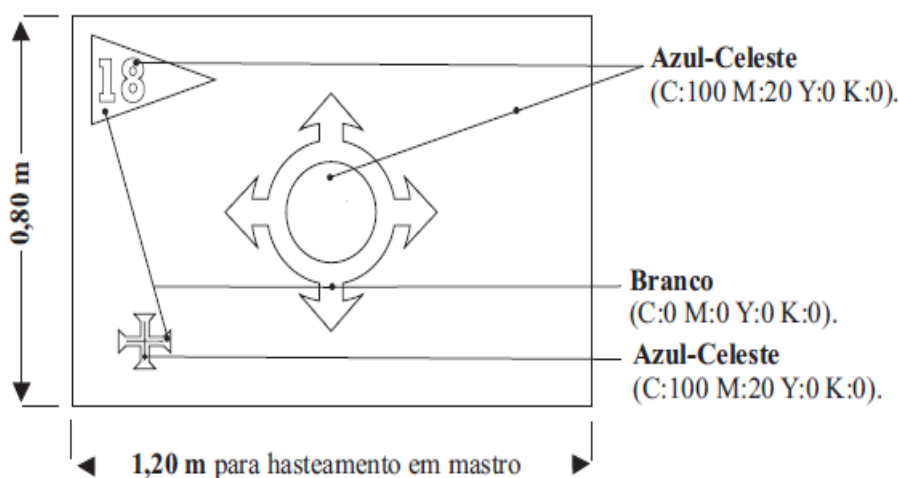 18
Azul-Celeste
(C:100 M:20 Y:0 K:0).
0,80 m
Branco
(C:0 M:0 Y:0 K:0).
Azul-Celeste
(C:100 M:20 Y:0 K:0).
1,20 m para hasteamento em mastro